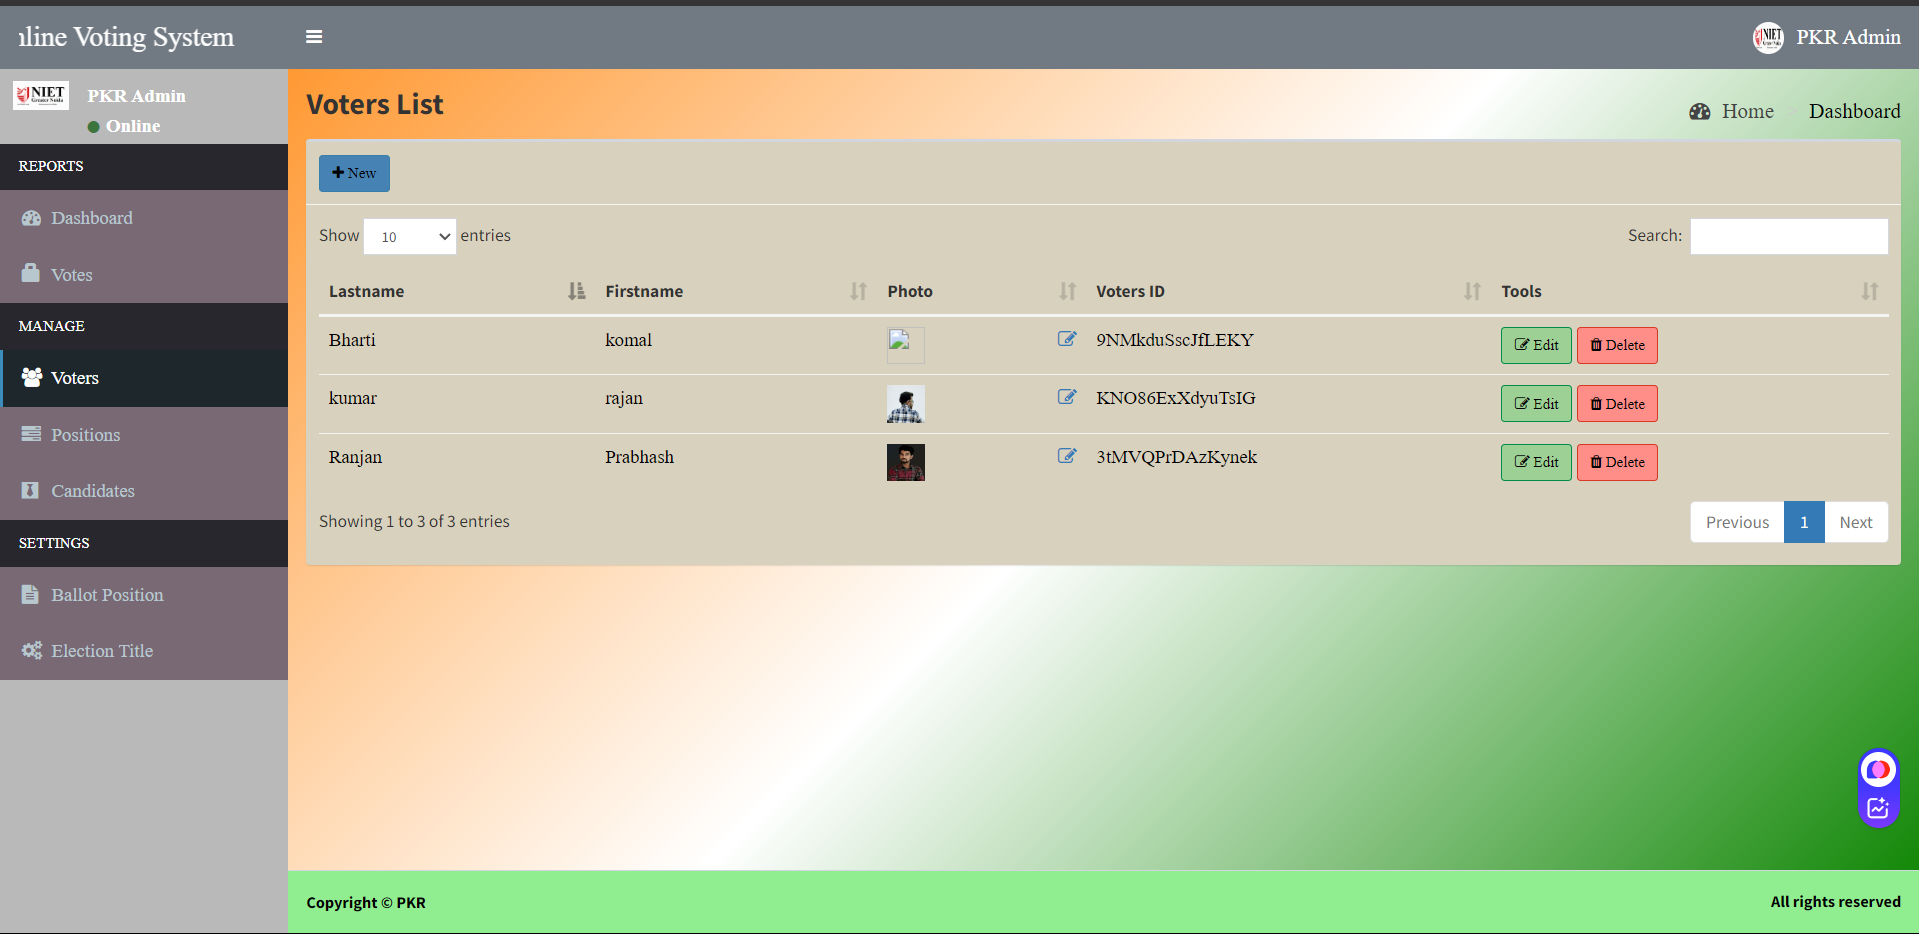 nline Voting System
PKR Admin
NIET
Greater Noida
PKR Admin
Online
REPORTS
Dashboard
Votes
MANAGE
Voters
Positions
Candidates
SETTINGS
Ballot Position
Election Title
Voters List
Home Dashboard
New
Show 10 entries
Search:
Lastname Firstname Photo Voters ID Tools
Bharti komal 9NMkduSscJfLEKY Edit Delete
kumar rajan KNO86ExXdyuTsIG Edit Delete
Ranjan Prabhash 3tMVQPrDAzKynek Edit Delete
Showing 1 to 3 of 3 entries
Previous 1 Next
Copyright © PKR
All rights reserved